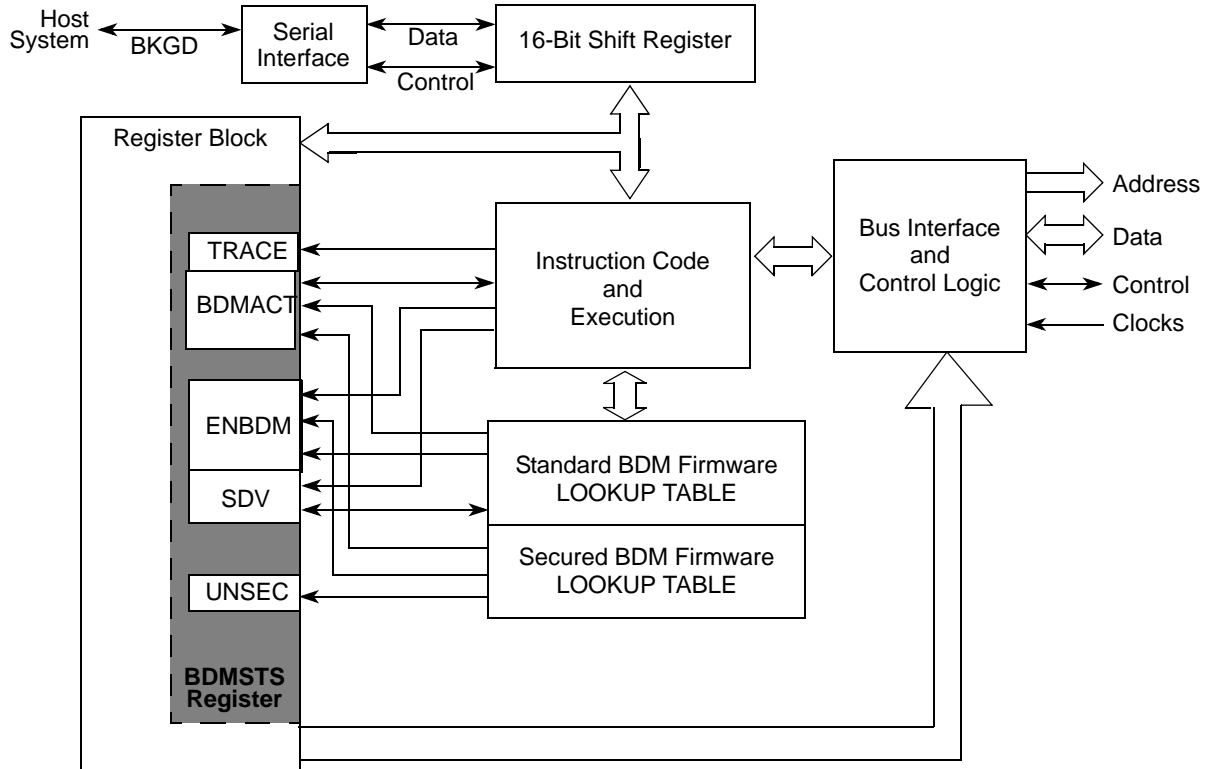 Host
System
BKGD
Serial
Interface
Data
Control
16-Bit Shift Register
Register Block
TRACE
BDMACT
ENBDM
SDV
UNSEC
BDMSTS
Register
Instruction Code
and
Execution
Standard BDM Firmware
LOOKUP TABLE
Secured BDM Firmware
LOOKUP TABLE
Bus Interface
and
Control Logic
Address
Data
Control
Clocks